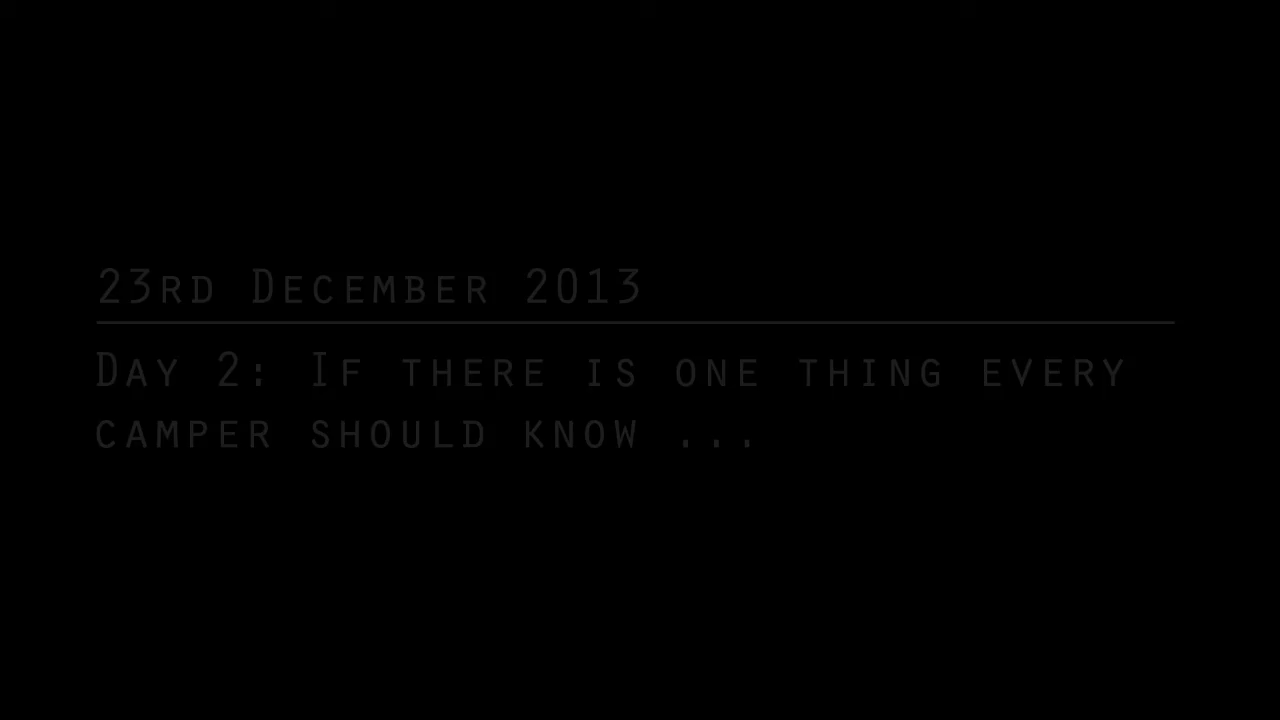 23rd December 2013
Day 2: If there is one thing every
camper should know ...